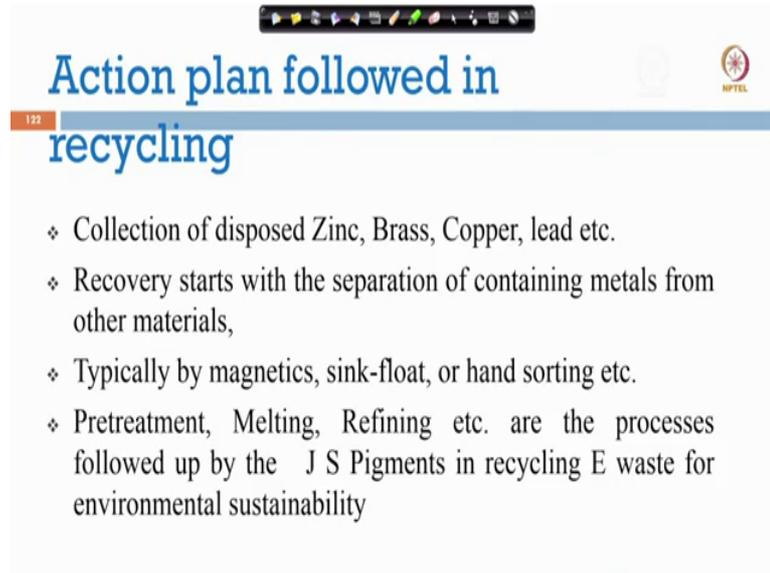 Action plan followed in
NPTEL
122
recycling
❖ Collection of disposed Zinc, Brass, Copper, lead etc.
❖ Recovery starts with the separation of containing metals from
other materials,
❖ Typically by magnetics, sink-float, or hand sorting etc.
❖ Pretreatment, Melting, Refining etc. are the processes
followed up by the J S Pigments in recycling E waste for
environmental sustainability